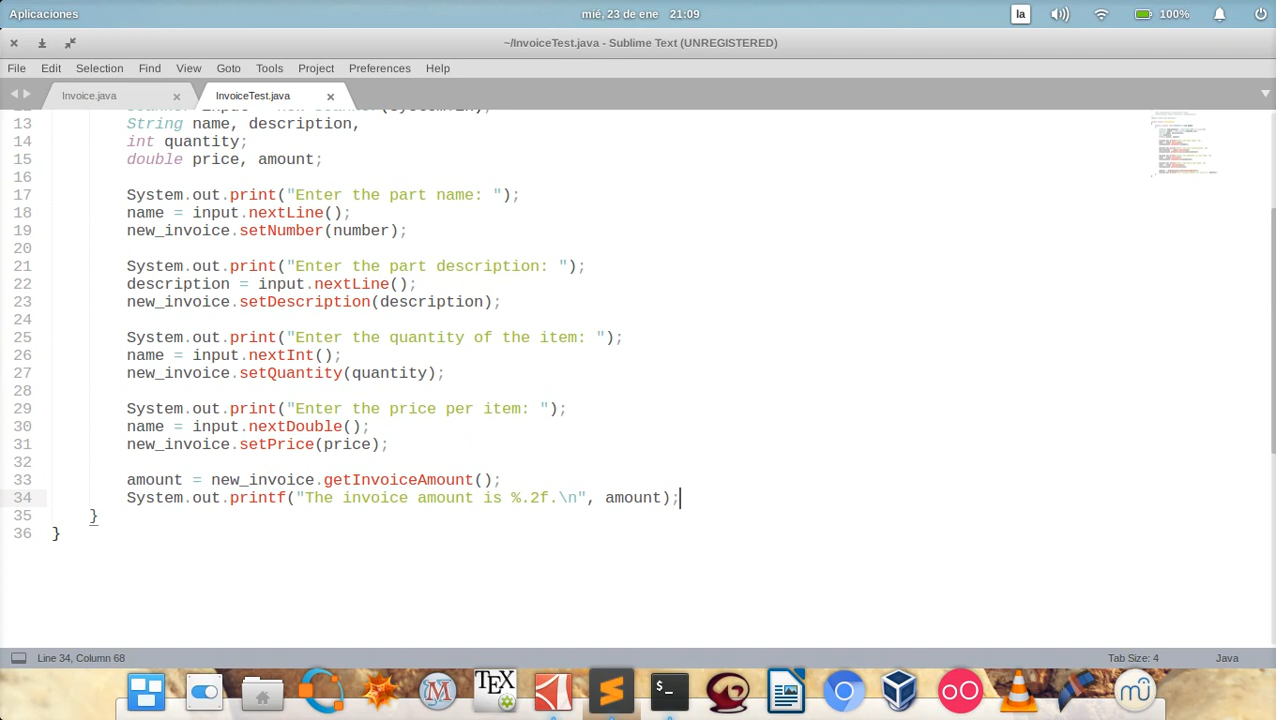 Aplicaciones
mié, 23 de ene 21:09
la
100%
~/InvoiceTest.java - Sublime Text (UNREGISTERED)
File Edit Selection Find View Goto Tools Project Preferences Help
Invoice.java
InvoiceTest.java
13 String name, description,
14 int quantity;
15 double price, amount;
16
17 System.out.print("Enter the part name: ");
18 name = input.nextLine();
19 new_invoice.setNumber(number);
20
21 System.out.print("Enter the part description: ");
22 description = input.nextLine();
23 new_invoice.setDescription(description);
24
25 System.out.print("Enter the quantity of the item: ");
26 name = input.nextInt();
27 new_invoice.setQuantity(quantity);
28
29 System.out.print("Enter the price per item: ");
30 name = input.nextDouble();
31 new_invoice.setPrice(price);
32
33 amount = new_invoice.getInvoiceAmount();
34 System.out.printf("The invoice amount is %.2f.\n", amount);
35 }
36 }
Line 34, Column 68
Tab Size: 4
Java
TEX